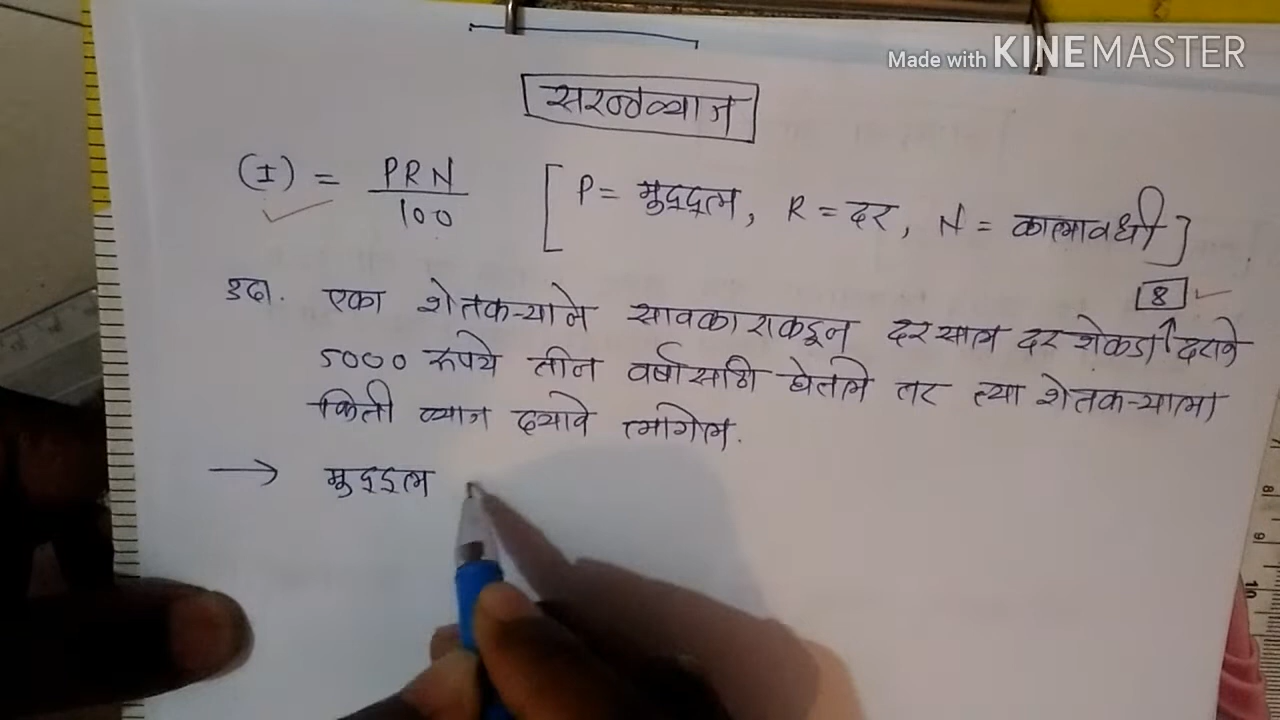 Made with KINEMASTER
सरळव्याज
(I) = PRN/100 [P = मुद्दल, R = दर, N = कालावधी]
8
उदा. एका शेतकऱ्याने सावकाराकडून दरसाल दर शेकडा ↑ दराने
5000 रूपये तीन वर्षासाठी घेतले तर त्या शेतकऱ्याला
किती व्याज द्यावे लागेल.
→ मुद्दल